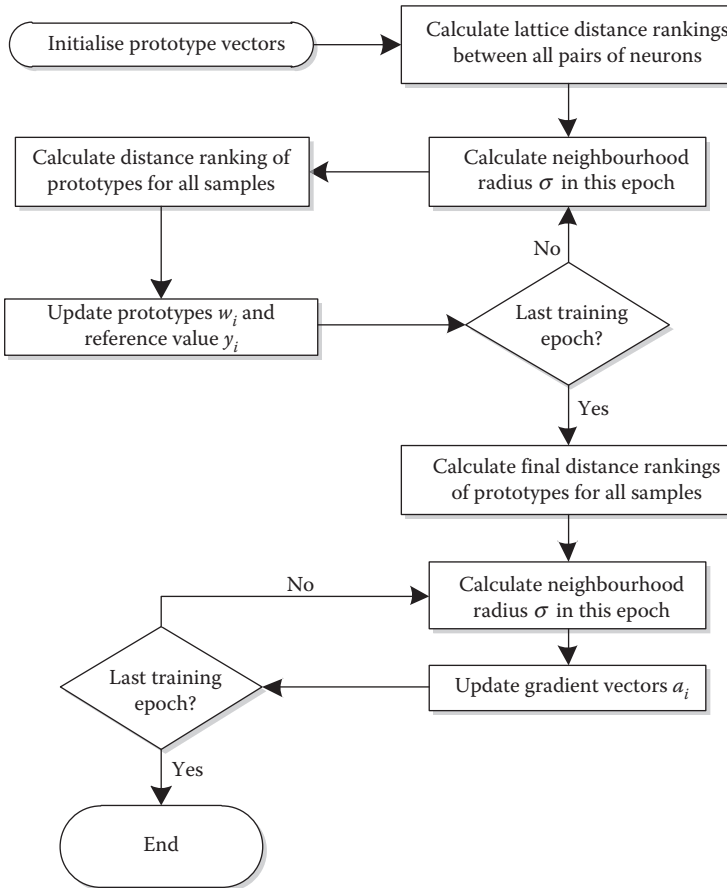 Initialise prototype vectors
Calculate lattice distance rankings
between all pairs of neurons
Calculate distance ranking of
prototypes for all samples
Calculate neighbourhood
radius σ in this epoch
No
Update prototypes wᵢ and
reference value yᵢ
Last training
epoch?
Yes
Calculate final distance rankings
of prototypes for all samples
No
Calculate neighbourhood
radius σ in this epoch
Last training
epoch?
Update gradient vectors aᵢ
Yes
End